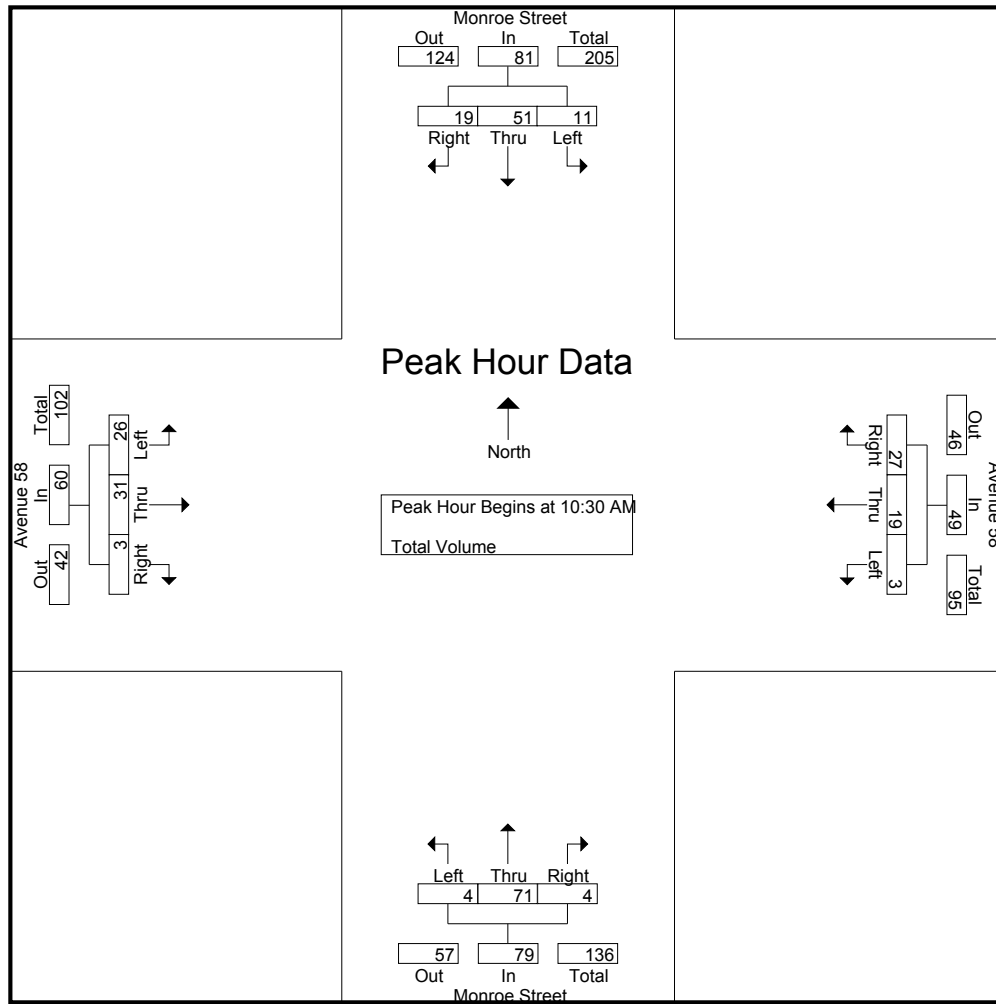 Monroe Street
Out In Total
124 81 205
19 51 11
Right Thru Left
Peak Hour Data
North
Peak Hour Begins at 10:30 AM
Total Volume
Avenue 58
Total In Out
102 60 42
26 31 3
Left Thru Right
Avenue 58
Out In Total
46 49 95
27 19 3
Right Thru Left
Left Thru Right
4 71 4
57 79 136
Out In Total
Monroe Street